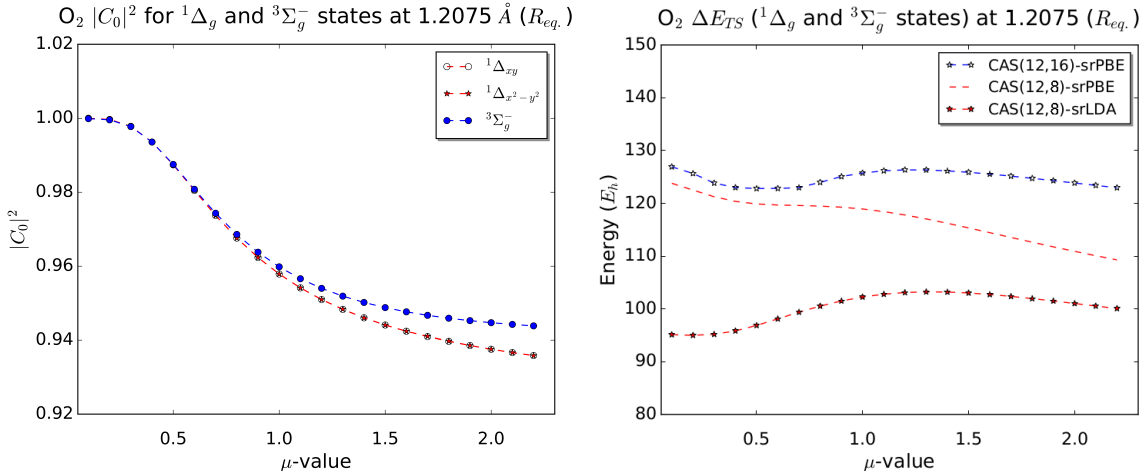 O₂ |C₀|² for ¹Δg and ³Σg⁻ states at 1.2075 Å (Req.)
1.02
1.00
0.98
0.96
0.94
0.92
|C₀|²
¹Δxy
¹Δx²−y²
³Σg⁻
0.5
1.0
1.5
2.0
μ-value
O₂ ΔE_TS (¹Δg and ³Σg⁻ states) at 1.2075 (Req.)
150
140
130
120
110
100
90
80
Energy (Eh)
CAS(12,16)-srPBE
CAS(12,8)-srPBE
CAS(12,8)-srLDA
0.5
1.0
1.5
2.0
μ-value